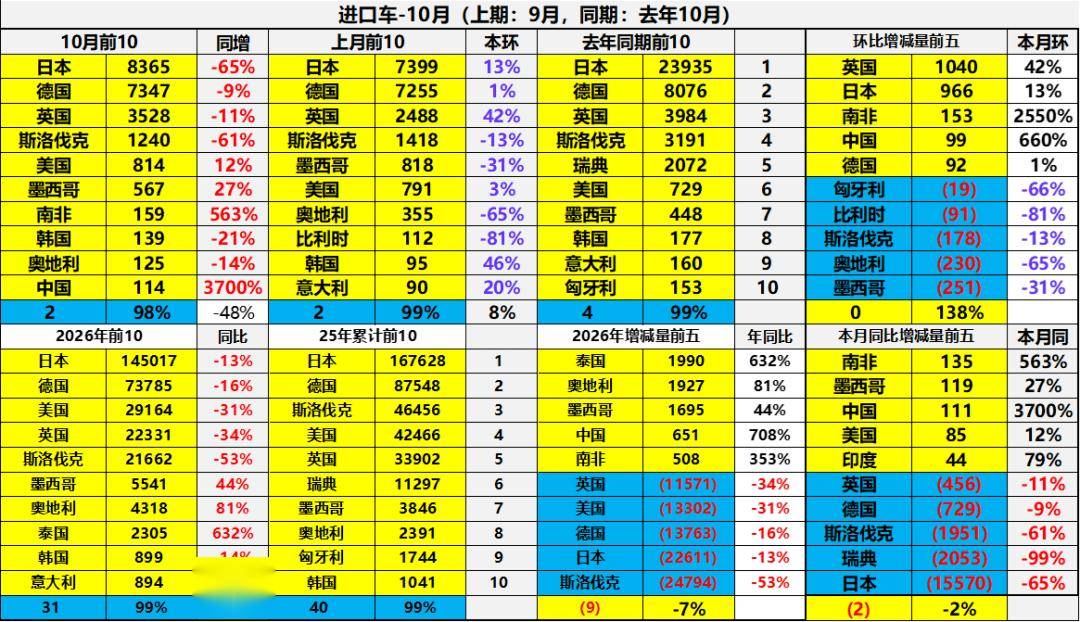 进口车-10月（上期：9月，同期：去年10月）
10月前10 同增 上月前10 本环 去年同期前10 环比增减量前五 本月环
日本 8365 -65% 日本 7399 13% 日本 23935 1 英国 1040 42%
德国 7347 -9% 德国 7255 1% 德国 8076 2 日本 966 13%
英国 3528 -11% 英国 2488 42% 英国 3984 3 南非 153 2550%
斯洛伐克 1240 -61% 斯洛伐克 1418 -13% 斯洛伐克 3191 4 中国 99 660%
美国 814 12% 墨西哥 818 -31% 瑞典 2072 5 德国 92 1%
墨西哥 567 27% 美国 791 3% 美国 729 6 匈牙利 (19) -66%
南非 159 563% 奥地利 355 -65% 墨西哥 448 7 比利时 (91) -81%
韩国 139 -21% 比利时 112 -81% 韩国 177 8 斯洛伐克 (178) -13%
奥地利 125 -14% 韩国 95 46% 意大利 160 9 奥地利 (230) -65%
中国 114 3700% 意大利 90 20% 匈牙利 153 10 墨西哥 (251) -31%
2 98% -48% 2 99% 8% 4 99% 0 138%
2026年前10 同比 25年累计前10 2026年增减量前五 年同比 本月同比增减量前五 本月同
日本 145017 -13% 日本 167628 1 泰国 1990 632% 南非 135 563%
德国 73785 -16% 德国 87548 2 奥地利 1927 81% 墨西哥 119 27%
美国 29164 -31% 斯洛伐克 46456 3 墨西哥 1695 44% 中国 111 3700%
英国 22331 -34% 美国 42466 4 中国 651 708% 美国 85 12%
斯洛伐克 21662 -53% 英国 33902 5 南非 508 353% 印度 44 79%
墨西哥 5541 44% 瑞典 11297 6 英国 (11571) -34% 英国 (456) -11%
奥地利 4318 81% 墨西哥 3846 7 美国 (13302) -31% 德国 (729) -9%
泰国 2305 632% 奥地利 2391 8 德国 (13763) -16% 斯洛伐克 (1951) -61%
韩国 899 -14% 匈牙利 1744 9 日本 (22611) -13% 瑞典 (2053) -99%
意大利 894 韩国 1041 10 斯洛伐克 (24794) -53% 日本 (15570) -65%
31 99% 40 99% (9) -7% (2) -2%